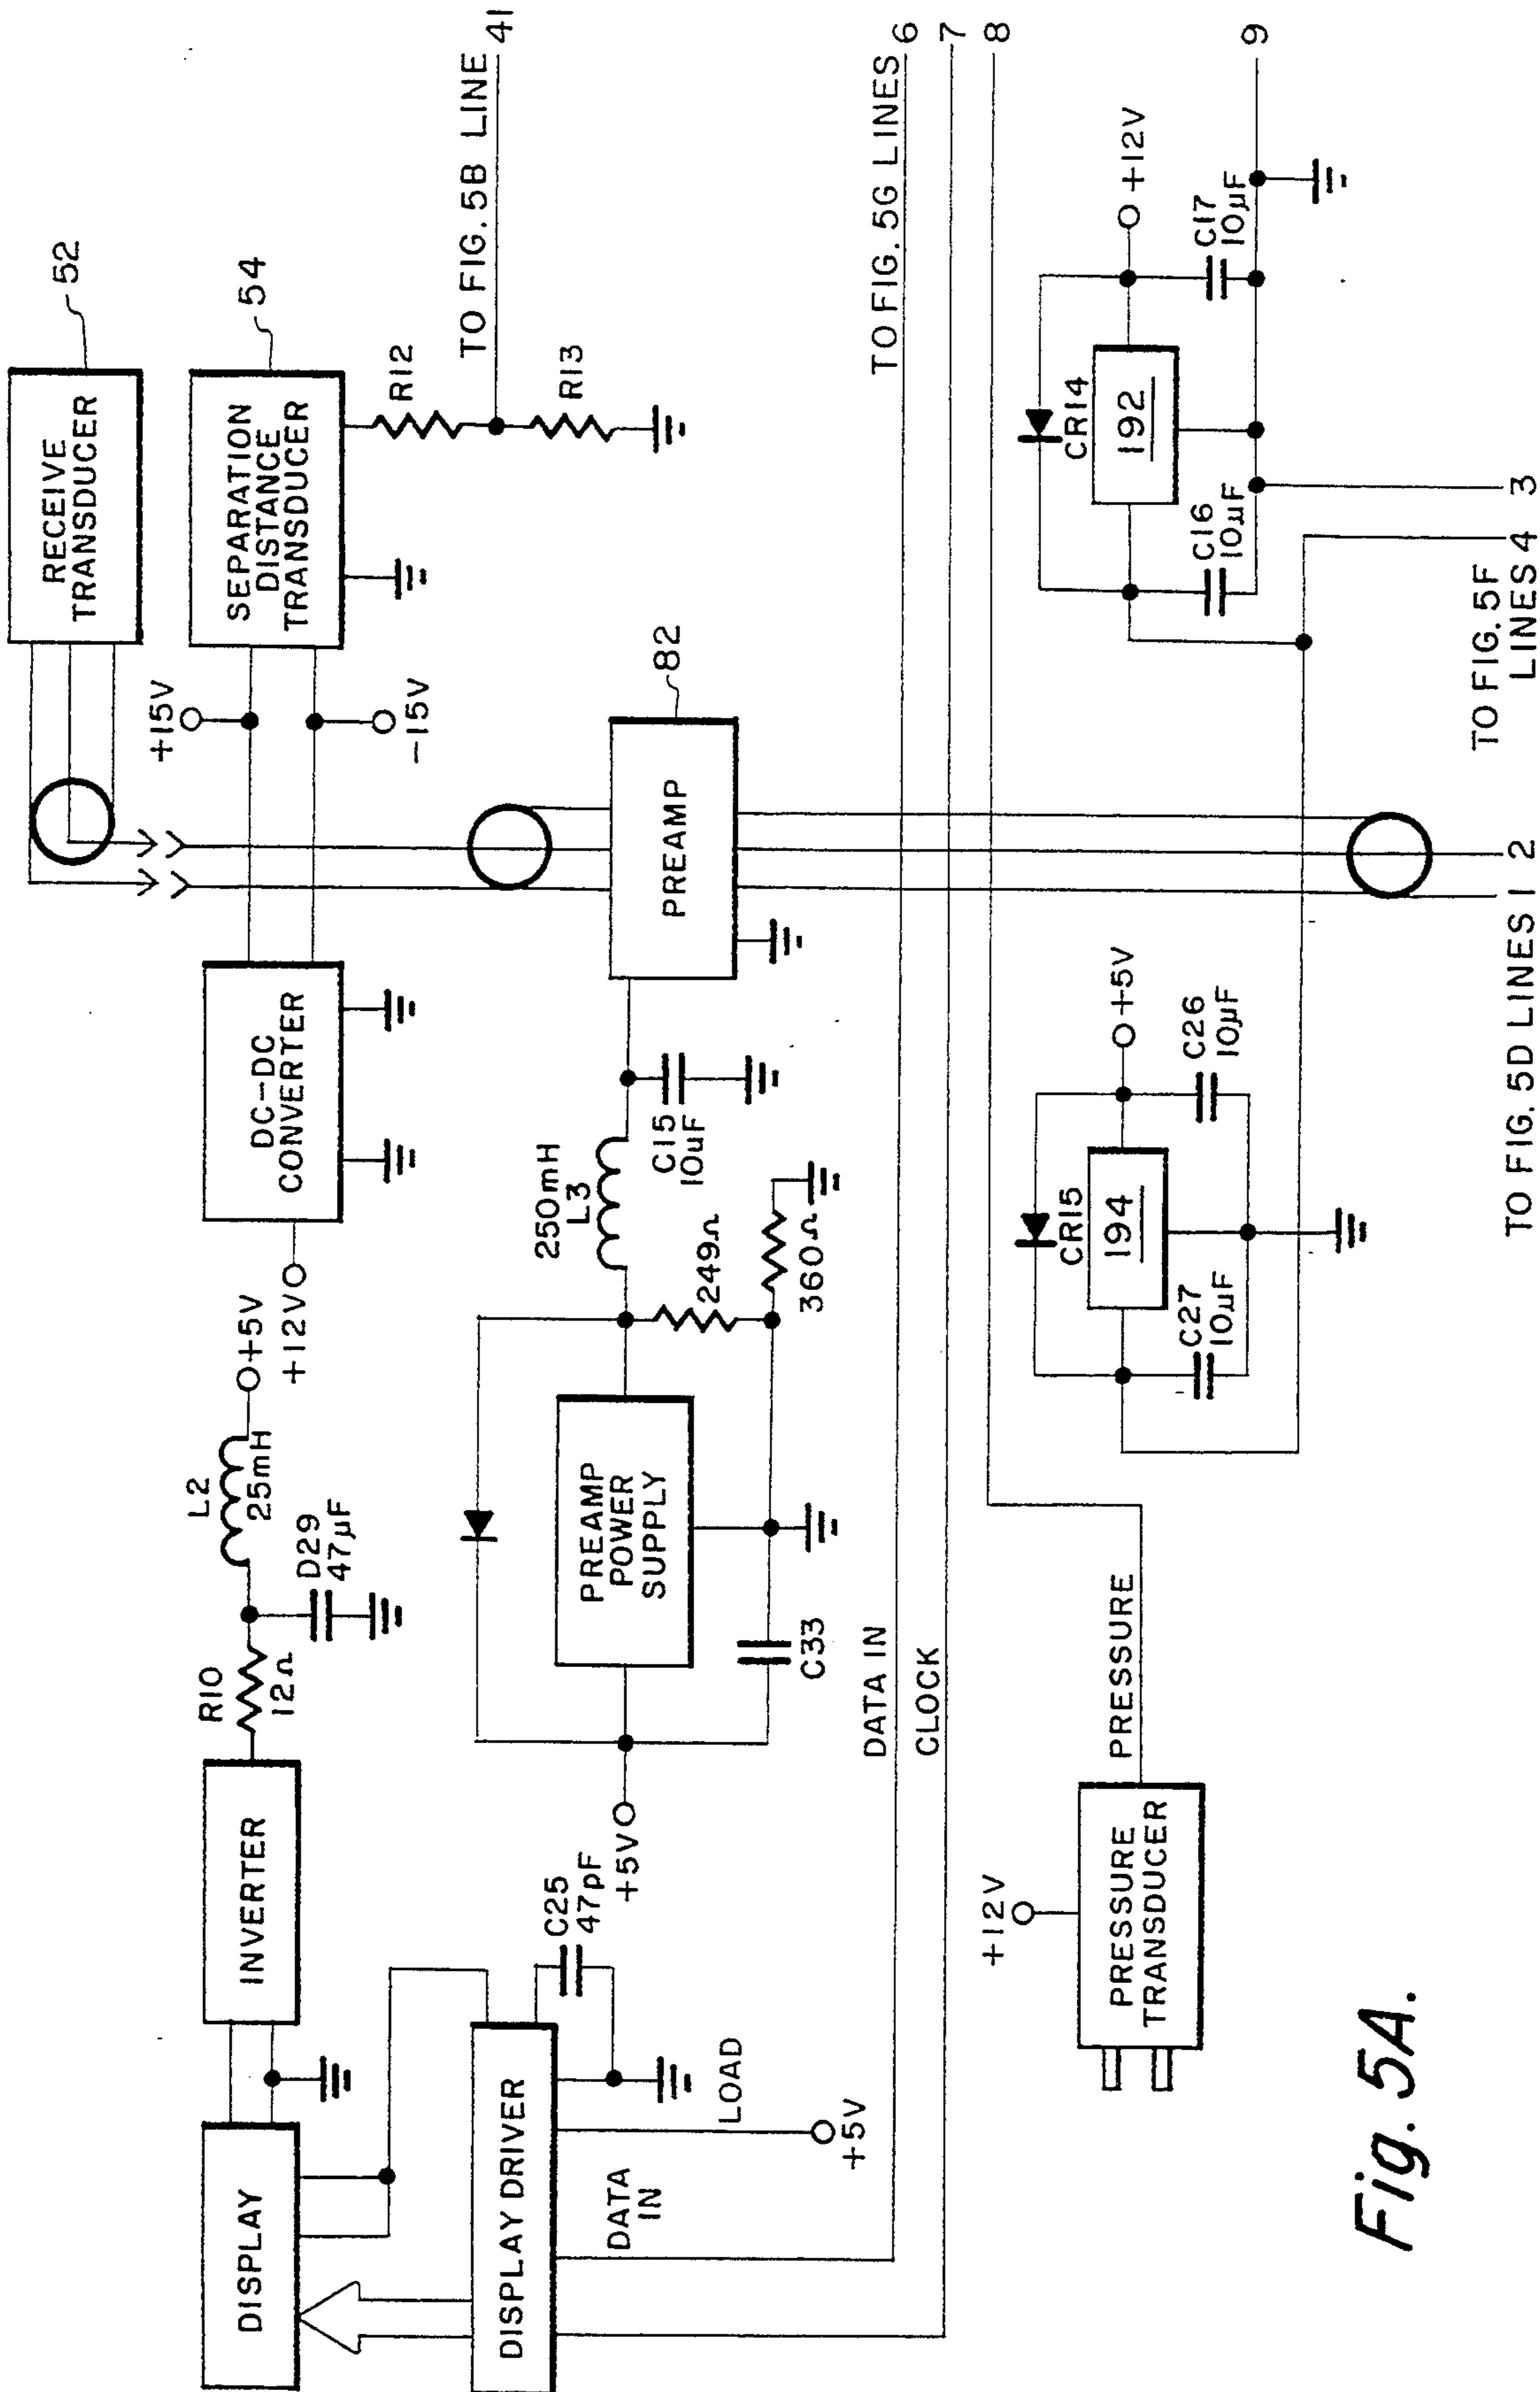 RECEIVE
TRANSDUCER
52
SEPARATION
DISTANCE
TRANSDUCER
54
+15V
-15V
R12
R13
TO FIG. 5B LINE 41
DC-DC
CONVERTER
+12V
+5V
L2
25mH
D29
47µF
R10
12Ω
INVERTER
DISPLAY
DISPLAY DRIVER
C25
47pF
LOAD
+5V
DATA
IN
PREAMP
82
250mH
L3
C15
10uF
249Ω
360Ω
PREAMP
POWER
SUPPLY
C33
+5V
DATA IN
CLOCK
TO FIG. 5G LINES 6
7
8
9
PRESSURE
+12V
PRESSURE
TRANSDUCER
CR14
192
+12V
C16
10µF
C17
10µF
CR15
194
+5V
C27
10µF
C26
10µF
TO FIG. 5F
LINES 4 3
TO FIG. 5D LINES 1 2
Fig. 5A.